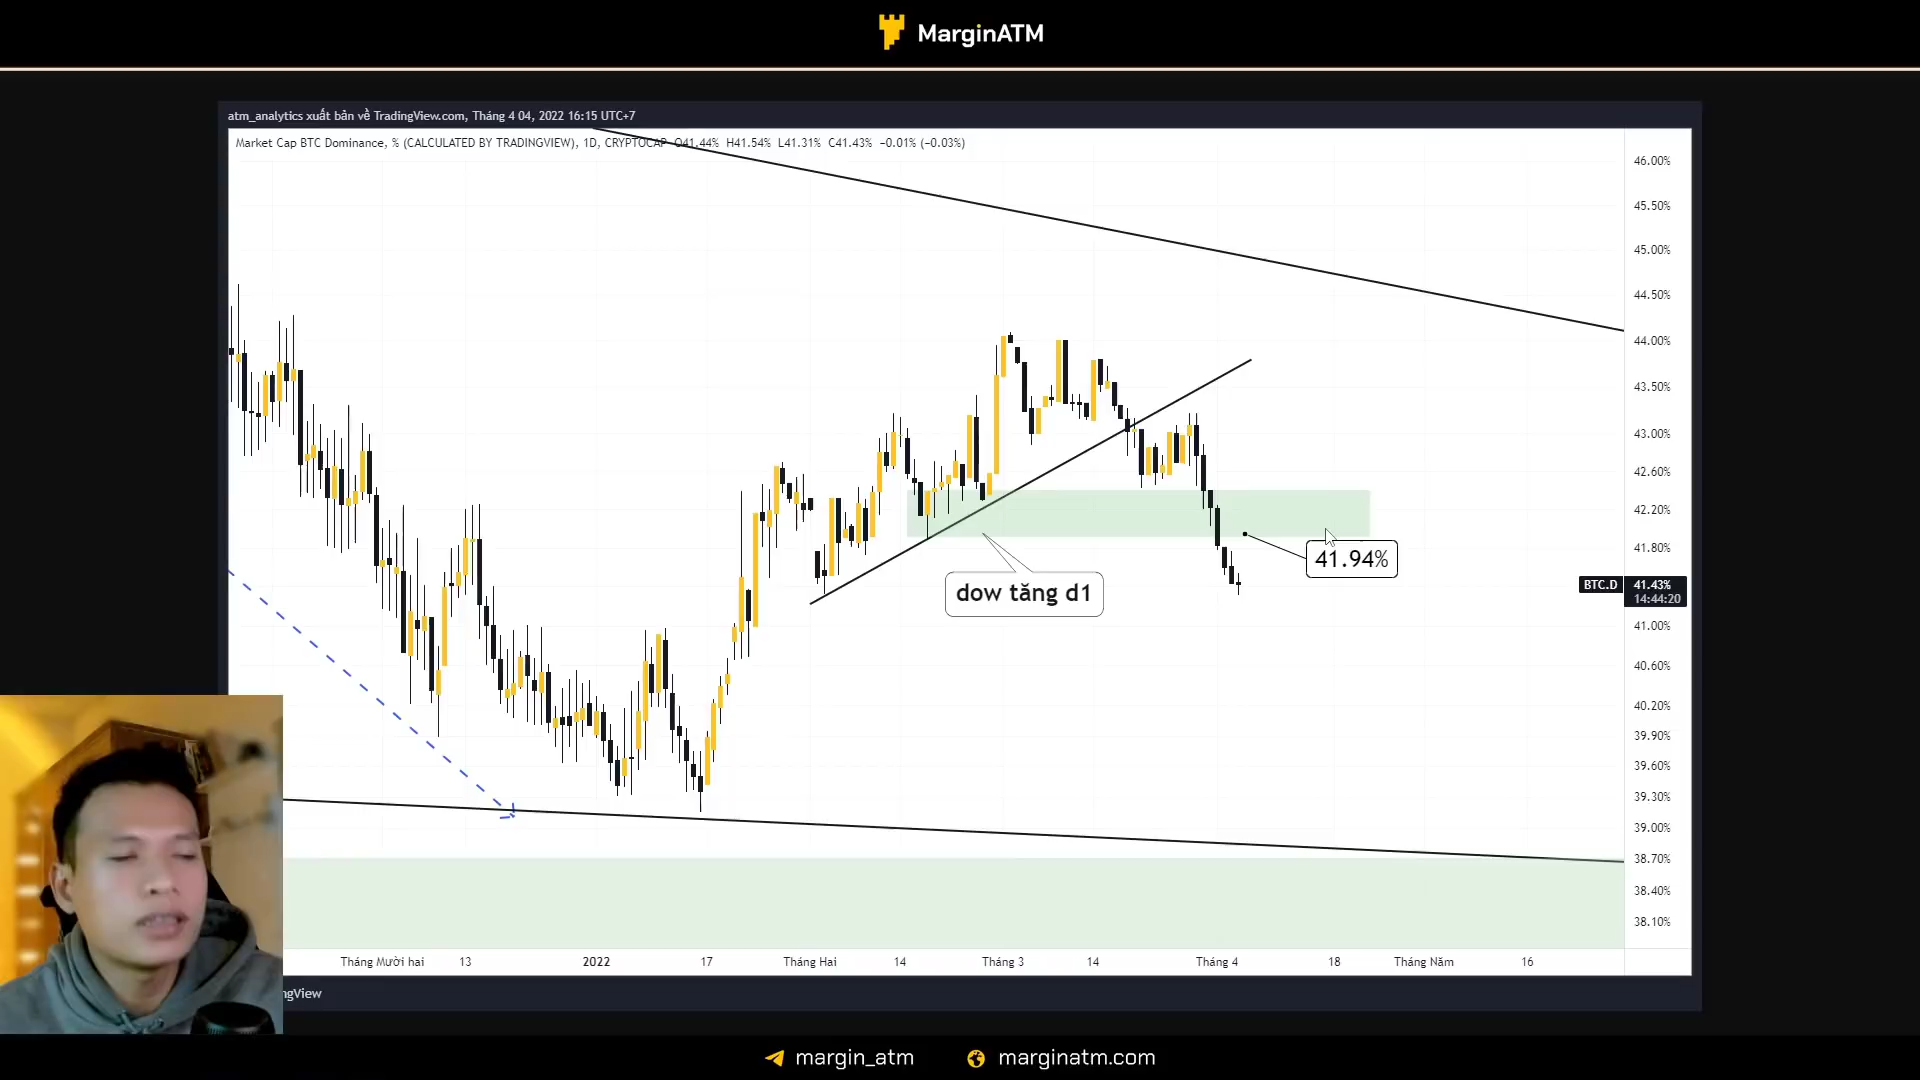 MarginATM
atm_analytics xuất bản về TradingView.com, Tháng 4 04, 2022 16:15 UTC+7
Market Cap BTC Dominance, % (CALCULATED BY TRADINGVIEW), 1D, CRYPTOCAP O41.44% H41.54% L41.31% C41.43% −0.01% (−0.03%)
46.00%
45.50%
45.00%
44.50%
44.00%
43.50%
43.00%
42.60%
42.20%
41.80%
41.94%
dow tăng d1
BTC.D 41.43%
14:44:20
41.00%
40.60%
40.20%
39.90%
39.60%
39.30%
39.00%
38.70%
38.40%
38.10%
Tháng Mười hai 13 2022 17 Tháng Hai 14 Tháng 3 14 Tháng 4 18 Tháng Năm 16
ngView
margin_atm marginatm.com